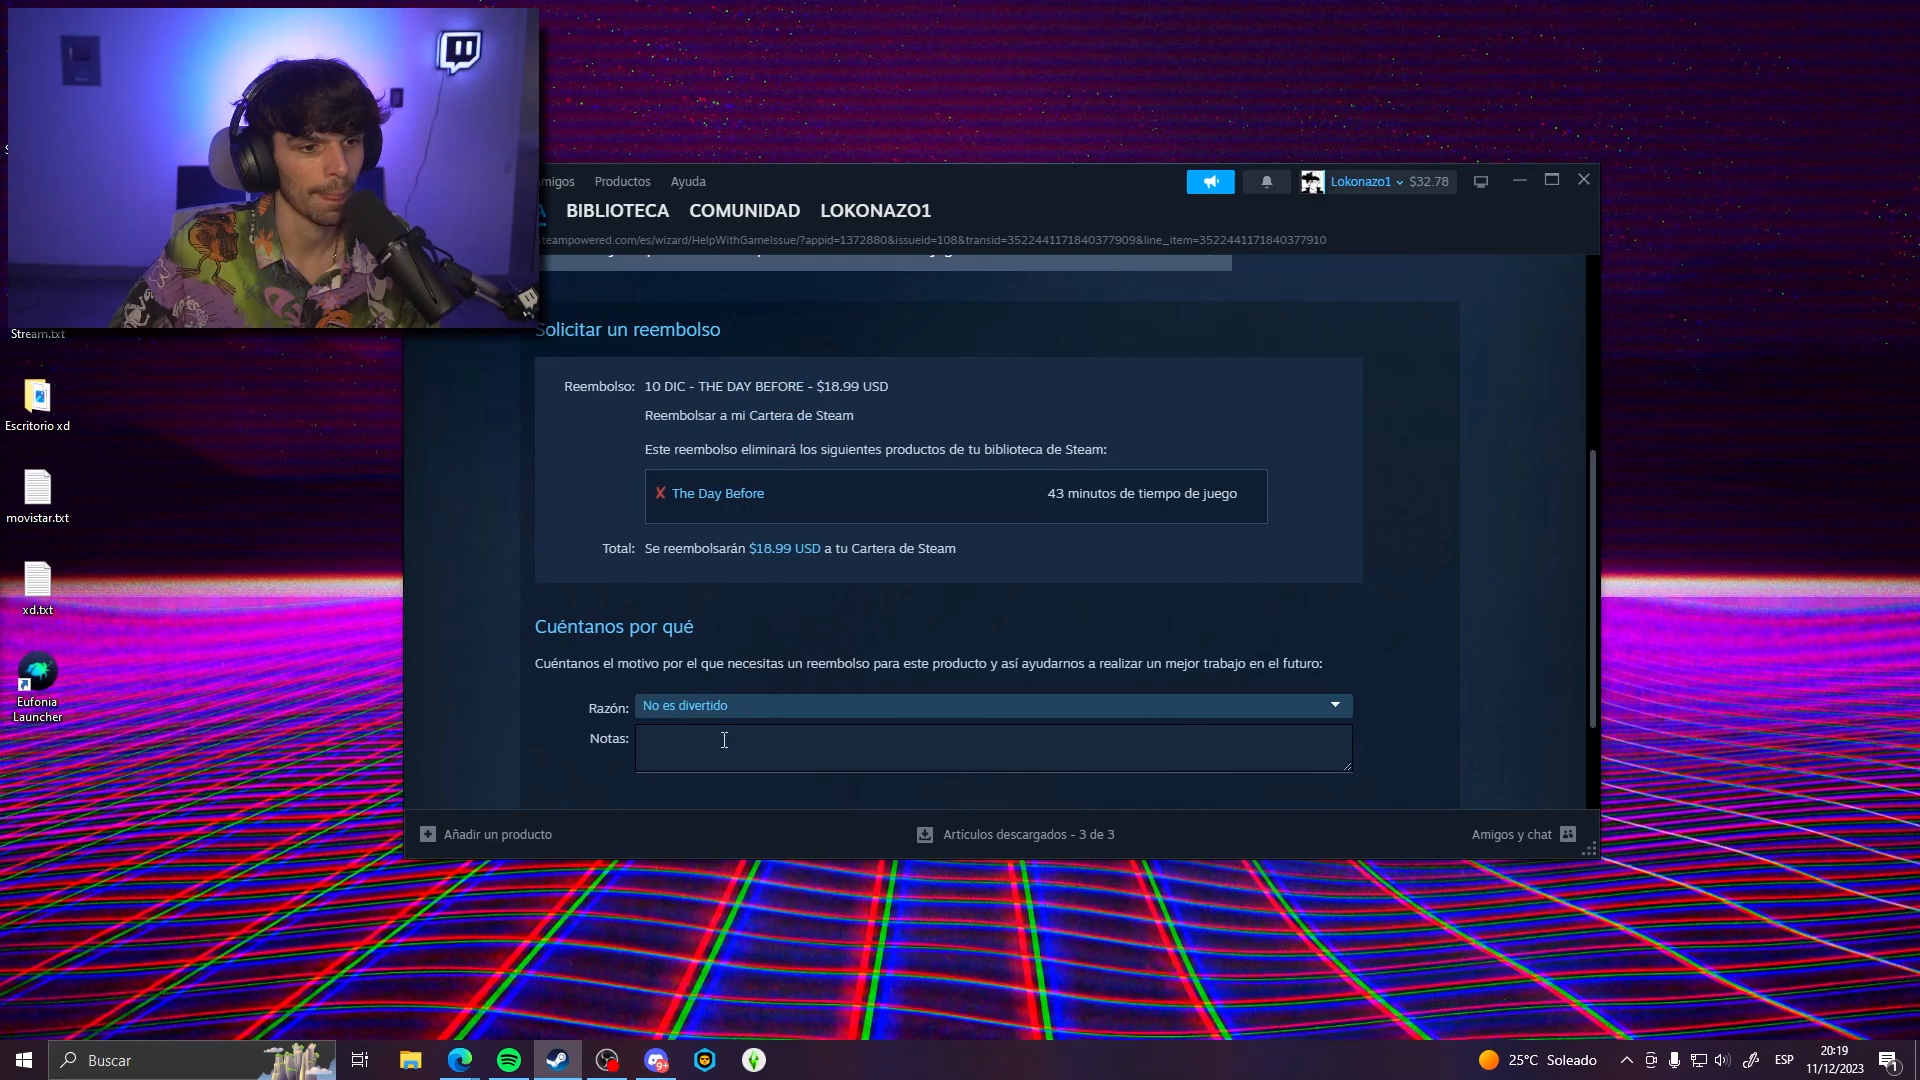 Amigos Productos Ayuda
Lokonazo1 $32.78
BIBLIOTECA COMUNIDAD LOKONAZO1
steampowered.com/es/wizard/HelpWithGameIssue/?appid=1372880&issueid=108&transid=3522441171840377909&line_item=3522441171840377910
Stream.txt
Solicitar un reembolso
Reembolso: 10 DIC - THE DAY BEFORE - $18.99 USD
Reembolsar a mi Cartera de Steam
Escritorio xd
Este reembolso eliminará los siguientes productos de tu biblioteca de Steam:
X The Day Before 43 minutos de tiempo de juego
movistar.txt
Total: Se reembolsarán $18.99 USD a tu Cartera de Steam
xd.txt
Cuéntanos por qué
Cuéntanos el motivo por el que necesitas un reembolso para este producto y así ayudarnos a realizar un mejor trabajo en el futuro:
Eufonia
Launcher
Razón: No es divertido
Notas:
Añadir un producto
Artículos descargados - 3 de 3
Amigos y chat
Buscar
9+
25°C Soleado
ESP
20:19
11/12/2023
1